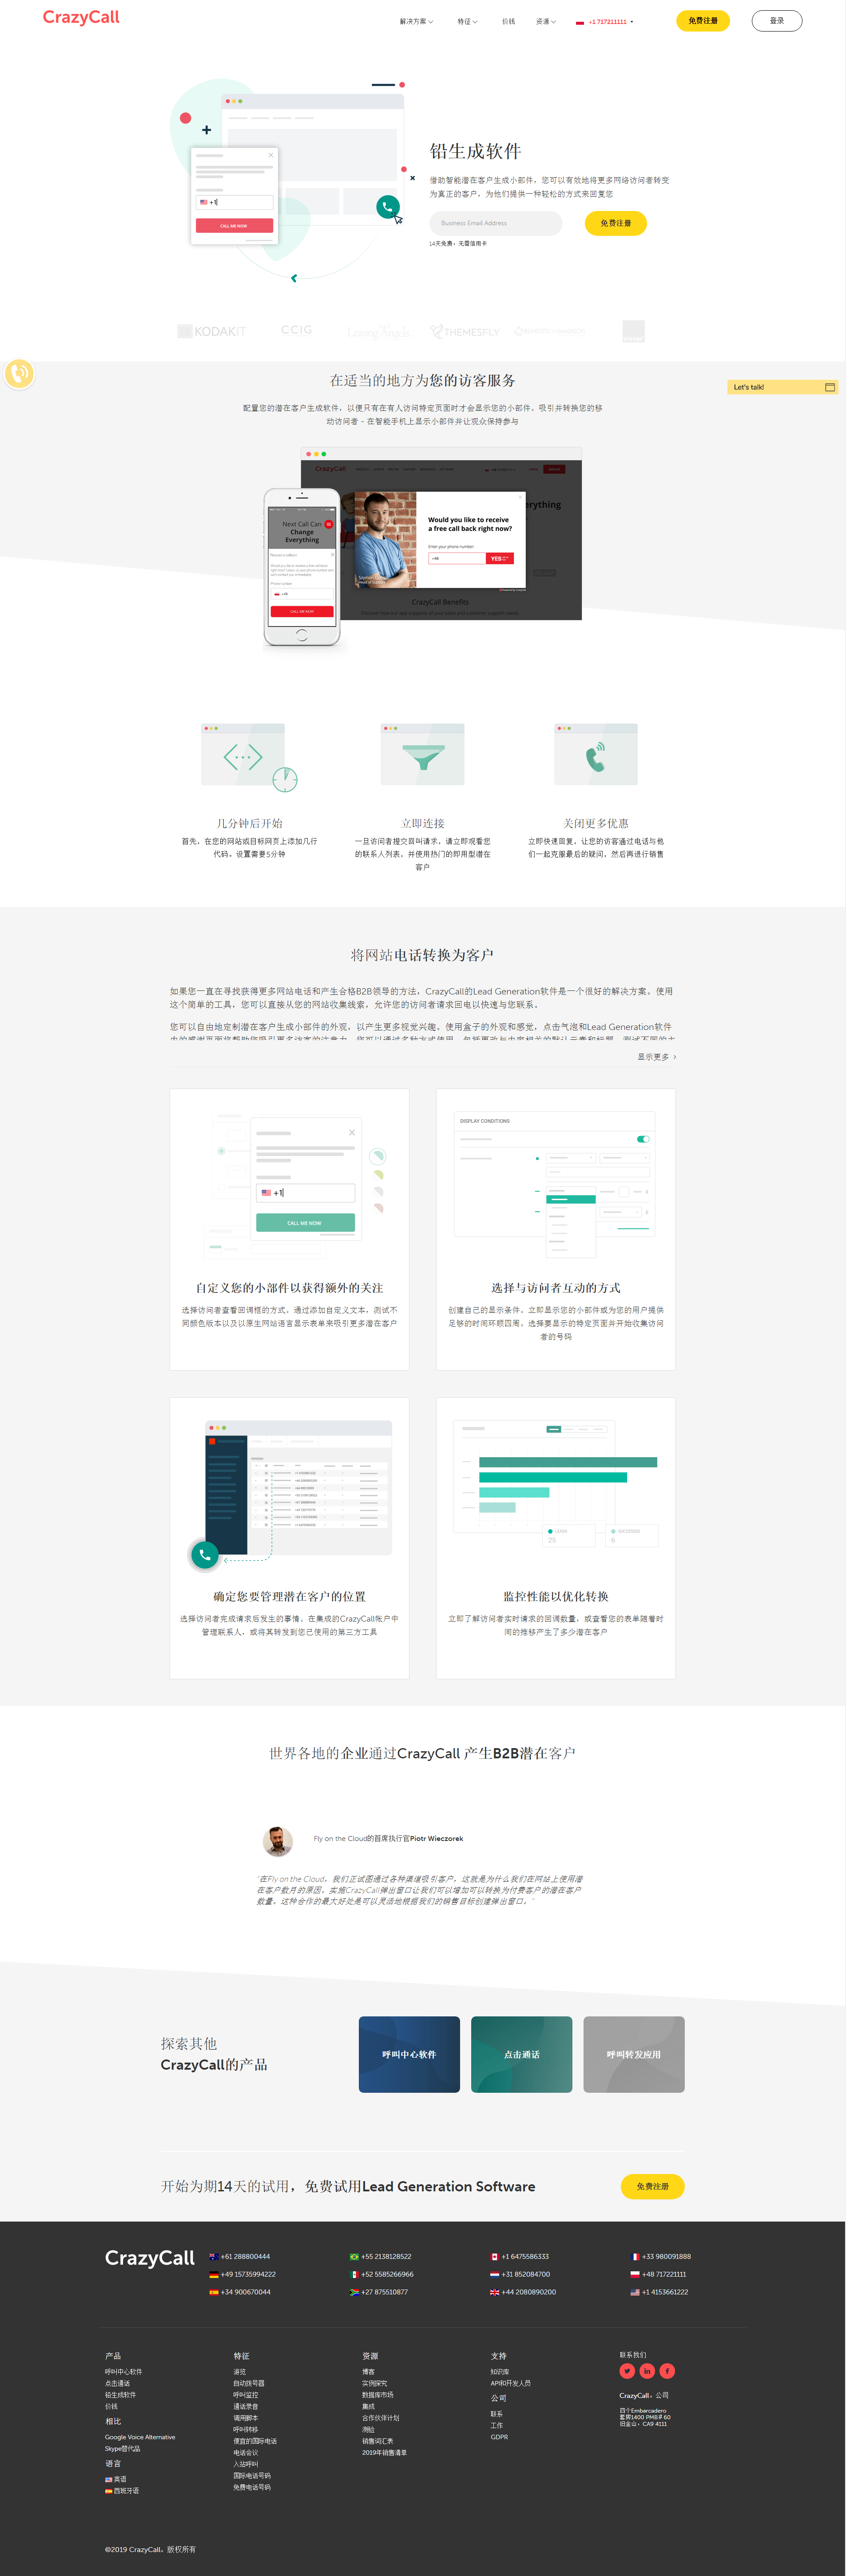 CrazyCall
解决方案
特征
价钱
资源
+1 717211111
免费注册
登录
铅生成软件
借助智能潜在客户生成小部件，您可以有效地将更多网络访问者转变
为真正的客户，为他们提供一种轻松的方式来回复您
+1
CALL ME NOW
Business Email Address
免费注册
14天免费，无需信用卡
KODAKIT
CCIG
THEMESFLY
在适当的地方为您的访客服务
Let's talk!
配置您的潜在客户生成软件，以便只有在有人访问特定页面时才会显示您的小部件，吸引并转换您的移
动访问者 - 在智能手机上显示小部件并让观众保持参与
CrazyCall
Next Call Can
Change
Everything
Would you like to receive
a free call back right now?
Enter your phone number
YES
Phone number
CALL ME NOW
CrazyCall Benefits
几分钟后开始
首先，在您的网站或目标网页上添加几行
代码，设置需要5分钟
立即连接
一旦访问者提交回叫请求，请立即观看您
的联系人列表，并使用热门的即用型潜在
客户
关闭更多优惠
立即快速回复，让您的访客通过电话与他
们一起克服最后的疑问，然后再进行销售
将网站电话转换为客户
如果您一直在寻找获得更多网站电话和产生合格B2B领导的方法，CrazyCall的Lead Generation软件是一个很好的解决方案。使用
这个简单的工具，您可以直接从您的网站收集线索，允许您的访问者请求回电以快速与您联系。
您可以自由地定制潜在客户生成小部件的外观，以产生更多视觉兴趣。使用盒子的外观和感觉，点击气泡和Lead Generation软件
显示更多
+1
CALL ME NOW
自定义您的小部件以获得额外的关注
选择访问者查看回调框的方式，通过添加自定义文本，测试不
同颜色版本以及以原生网站语言显示表单来吸引更多潜在客户
DISPLAY CONDITIONS
选择与访问者互动的方式
创建自己的显示条件。立即显示您的小部件或为您的用户提供
足够的时间环顾四周，选择要显示的特定页面并开始收集访问
者的号码
确定您要管理潜在客户的位置
选择访问者完成请求后发生的事情。在集成的CrazyCall帐户中
管理联系人，或将其转发到您已使用的第三方工具
LEADS
25
SUCCESSES
6
监控性能以优化转换
立即了解访问者实时请求的回调数量，或查看您的表单随着时
间的推移产生了多少潜在客户
世界各地的企业通过CrazyCall 产生B2B潜在客户
Fly on the Cloud的首席执行官Piotr Wieczorek
“在Fly on the Cloud，我们正试图通过各种渠道吸引客户，这就是为什么我们在网站上使用潜
在客户数月的原因。实施CrazyCall弹出窗口让我们可以增加可以转换为付费客户的潜在客户
数量。这种合作的最大好处是可以灵活地根据我们的销售目标创建弹出窗口。”
探索其他
CrazyCall的产品
呼叫中心软件
点击通话
呼叫转发应用
开始为期14天的试用，免费试用Lead Generation Software
免费注册
CrazyCall
+61 288800444
+55 2138128522
+1 6475586333
+33 980091888
+49 15735994222
+52 5585266966
+31 852084700
+48 717221111
+34 900670044
+27 875510877
+44 2080890200
+1 4153661222
产品
呼叫中心软件
点击通话
铅生成软件
价钱
相比
Google Voice Alternative
Skype替代品
语言
英语
西班牙语
特征
游览
自动拨号器
呼叫监控
通话录音
调用脚本
呼叫转移
便宜的国际电话
电话会议
入站呼叫
国际电话号码
免费电话号码
资源
博客
实例探究
数据库市场
集成
合作伙伴计划
测验
销售词汇表
2019年销售清单
支持
知识库
API和开发人员
公司
联系
工作
GDPR
联系我们
CrazyCall，公司
四个Embarcadero
套房1400 PMB＃60
旧金山，CA9 4111
©2019 CrazyCall。版权所有